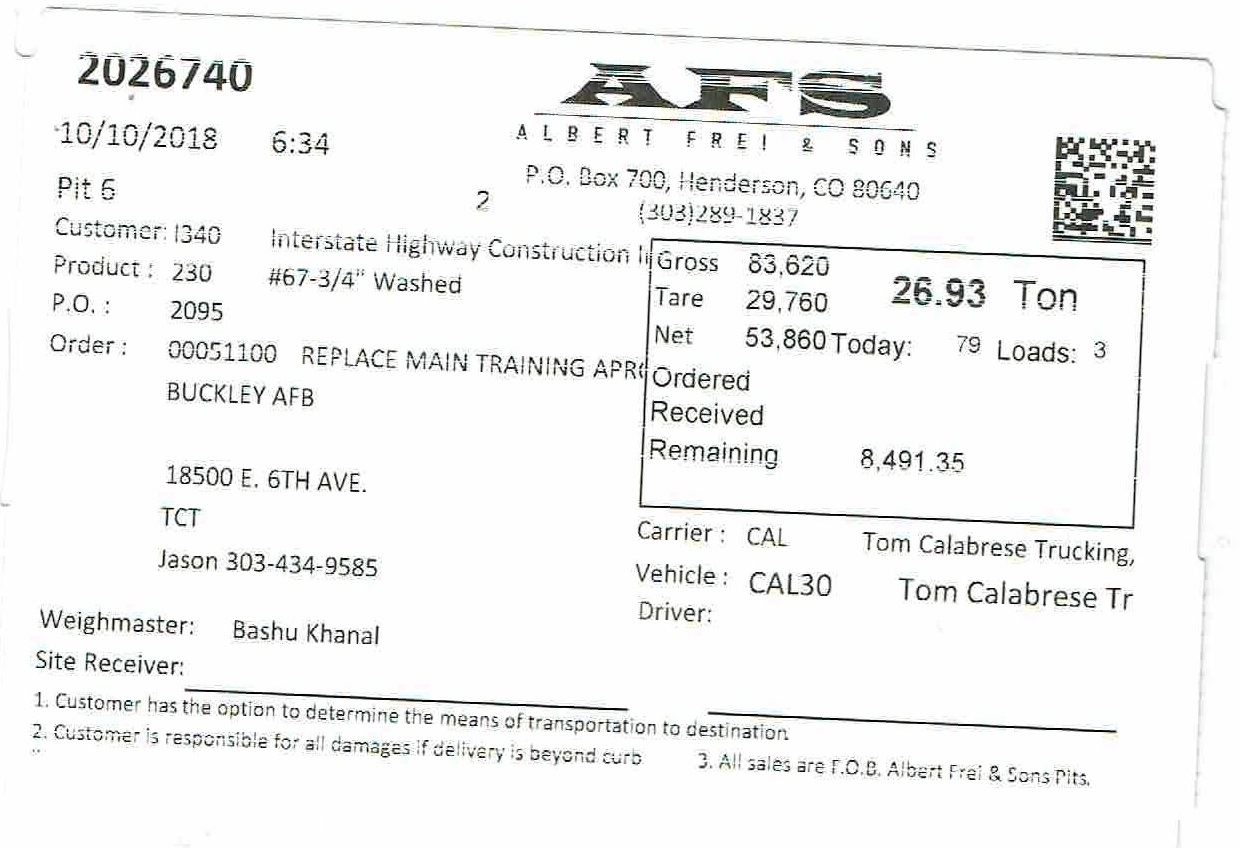 2026740
AFS
ALBERT FREI & SONS
10/10/2018 6:34
P.O. Box 700, Henderson, CO 80640
(303)289-1837
Pit 6 2
Customer: I340 Interstate Highway Construction I
Product : 230 #67-3/4" Washed
P.O. : 2095
Order : 00051100 REPLACE MAIN TRAINING APR
BUCKLEY AFB
18500 E. 6TH AVE.
TCT
Jason 303-434-9585
Gross 83,620 26.93 Ton
Tare 29,760
Net 53,860 Today: 79 Loads: 3
Ordered
Received
Remaining 8,491.35
Carrier : CAL Tom Calabrese Trucking,
Vehicle : CAL30 Tom Calabrese Tr
Driver:
Weighmaster: Bashu Khanal
Site Receiver:
1. Customer has the option to determine the means of transportation to destination.
2. Customer is responsible for all damages if delivery is beyond curb 3. All sales are F.O.B. Albert Frei & Sons Pits.